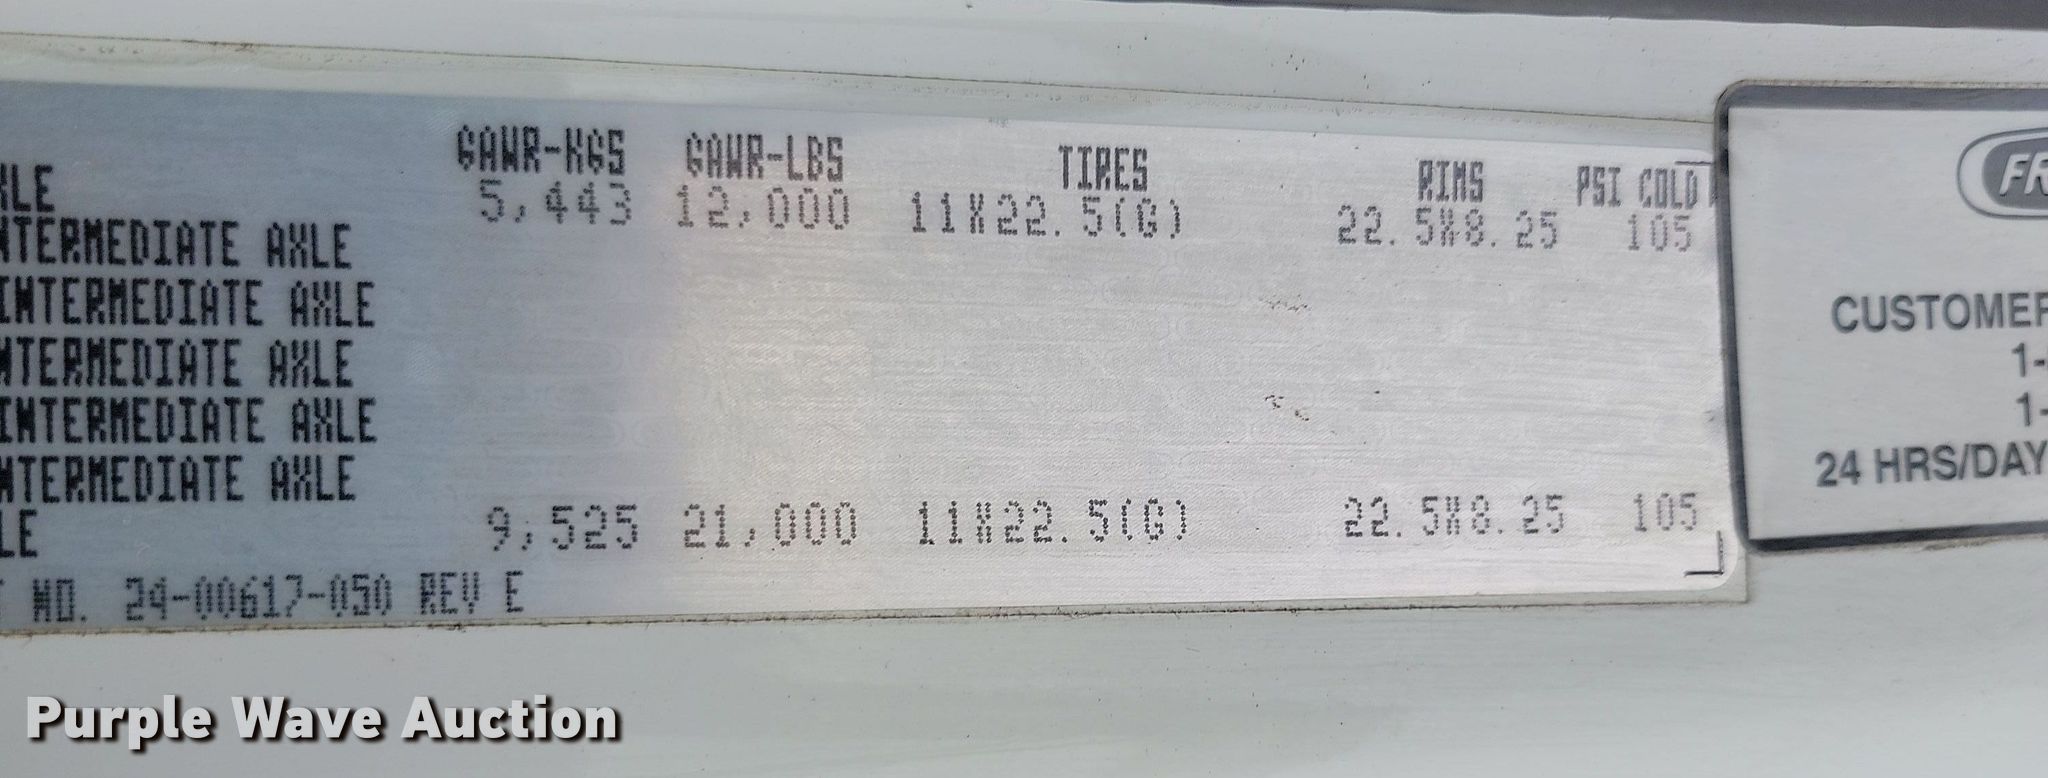 GAWR-KGS GAWR-LBS TIRES RIMS PSI COLD
XLE 5,443 12,000 11X22.5(G) 22.5X8.25 105
NTERMEDIATE AXLE
INTERMEDIATE AXLE
NTERMEDIATE AXLE
INTERMEDIATE AXLE
NTERMEDIATE AXLE
LE 9,525 21,000 11X22.5(G) 22.5X8.25 105
T NO. 24-00617-050 REV E
FR
CUSTOMER
1-
1-
24 HRS/DAY
Purple Wave Auction